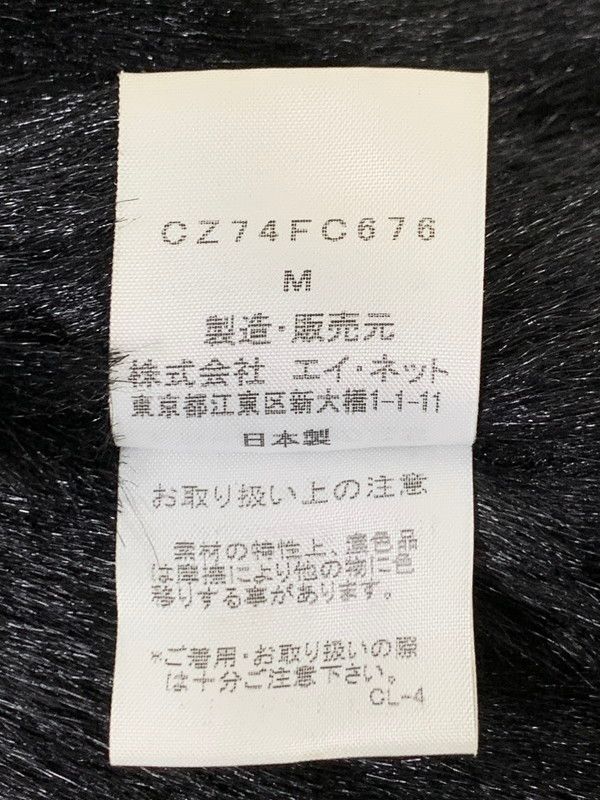 CZ74FC676
M
製造・販売元
株式会社 エイ・ネット
東京都江東区新大橋1-1-11
日本製
お取り扱い上の注意
素材の特性上、濃色品
は摩擦により他の物に色
移りする事があります。
*ご着用・お取り扱いの際
は十分ご注意下さい。
CL-4